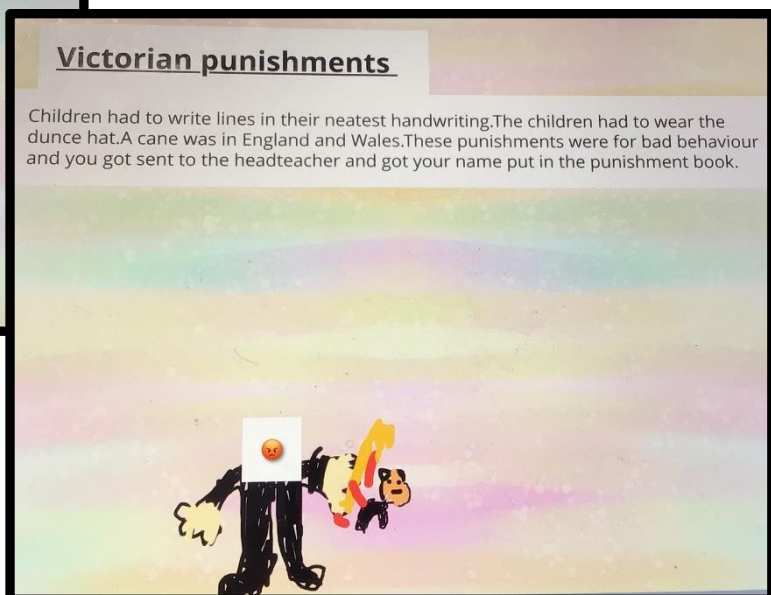 Victorian punishments
Children had to write lines in their neatest handwriting.The children had to wear the
dunce hat.A cane was in England and Wales.These punishments were for bad behaviour
and you got sent to the headteacher and got your name put in the punishment book.